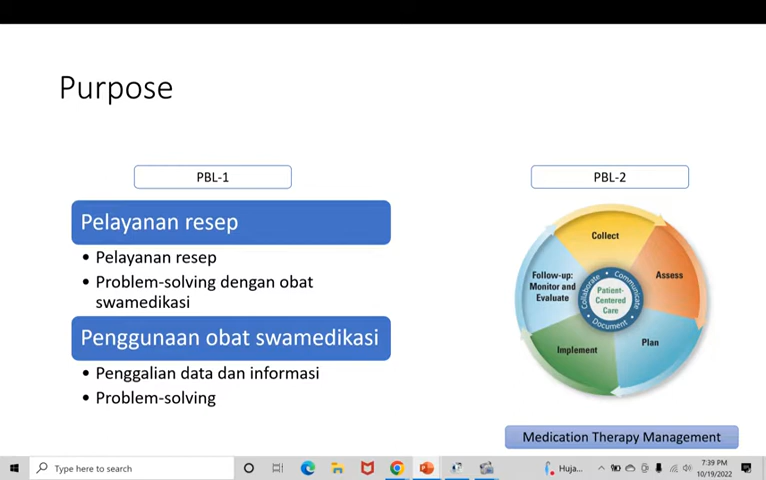 Purpose
PBL-1
Pelayanan resep
• Pelayanan resep
• Problem-solving dengan obat
swamedikasi
Penggunaan obat swamedikasi
• Penggalian data dan informasi
• Problem-solving
PBL-2
Collect
Assess
Plan
Implement
Follow-up:
Monitor and
Evaluate
Collaborate
Communicate
Document
Patient-
Centered
Care
Medication Therapy Management
Type here to search
Huja...
7:39 PM
10/19/2022